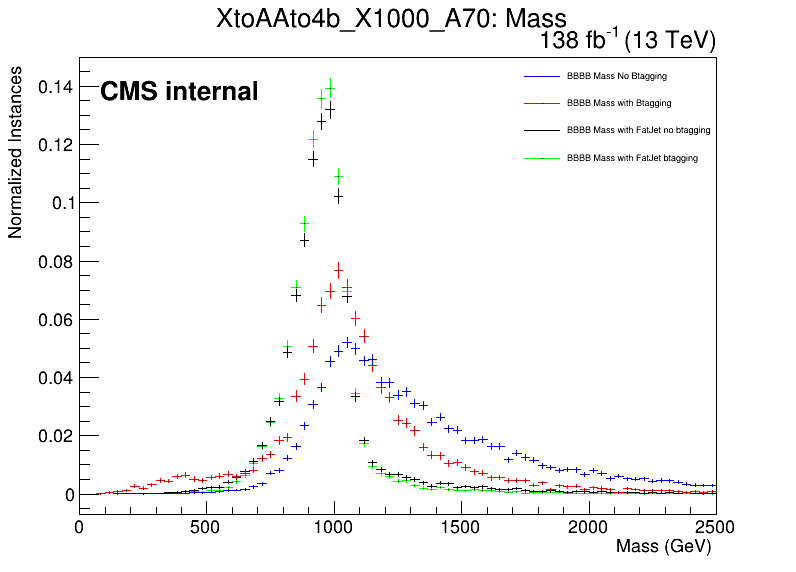 XtoAAto4b_X1000_A70: Mass
138 fb-1 (13 TeV)
CMS internal
BBBB Mass No Btagging
BBBB Mass with Btagging
BBBB Mass with FatJet no btagging
BBBB Mass with FatJet btagging
Normalized Instances
0.14
0.12
0.1
0.08
0.06
0.04
0.02
0
0 500 1000 1500 2000 2500
Mass (GeV)